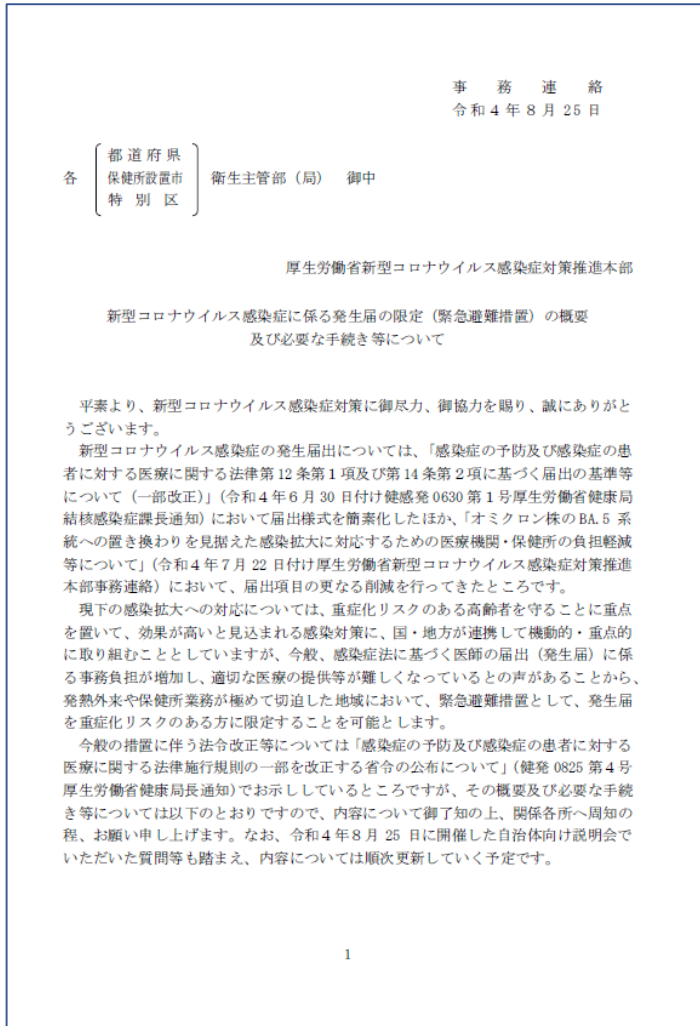 事 務 連 絡
令和４年８月 25 日
各
都道府県
保健所設置市
特別区
衛生主管部（局） 御中
厚生労働省新型コロナウイルス感染症対策推進本部
新型コロナウイルス感染症に係る発生届の限定（緊急避難措置）の概要
及び必要な手続き等について
平素より、新型コロナウイルス感染症対策に御尽力、御協力を賜り、誠にありがと
うございます。
新型コロナウイルス感染症の発生届出については、「感染症の予防及び感染症の患
者に対する医療に関する法律第 12 条第１項及び第 14 条第２項に基づく届出の基準等
について（一部改正）」（令和４年６月 30 日付け健感発 0630 第１号厚生労働省健康局
結核感染症課長通知）において届出様式を簡素化したほか、「オミクロン株の BA.5 系
統への置き換わりを見据えた感染拡大に対応するための医療機関・保健所の負担軽減
等について」（令和４年７月 22 日付け厚生労働省新型コロナウイルス感染症対策推進
本部事務連絡）において、届出項目の更なる削減を行ってきたところです。
現下の感染拡大への対応については、重症化リスクのある高齢者を守ることに重点
を置いて、効果が高いと見込まれる感染対策に、国・地方が連携して機動的・重点的
に取り組むこととしていますが、今般、感染症法に基づく医師の届出（発生届）に係
る事務負担が増加し、適切な医療の提供等が難しくなっているとの声があることから、
発熱外来や保健所業務が極めて切迫した地域において、緊急避難措置として、発生届
を重症化リスクのある方に限定することを可能とします。
今般の措置に伴う法令改正等については「感染症の予防及び感染症の患者に対する
医療に関する法律施行規則の一部を改正する省令の公布について」（健発 0825 第４号
厚生労働省健康局長通知）でお示ししているところですが、その概要及び必要な手続
き等については以下のとおりですので、内容について御了知の上、関係各所へ周知の
程、お願い申し上げます。なお、令和４年８月 25 日に開催した自治体向け説明会で
いただいた質問等も踏まえ、内容については順次更新していく予定です。
1